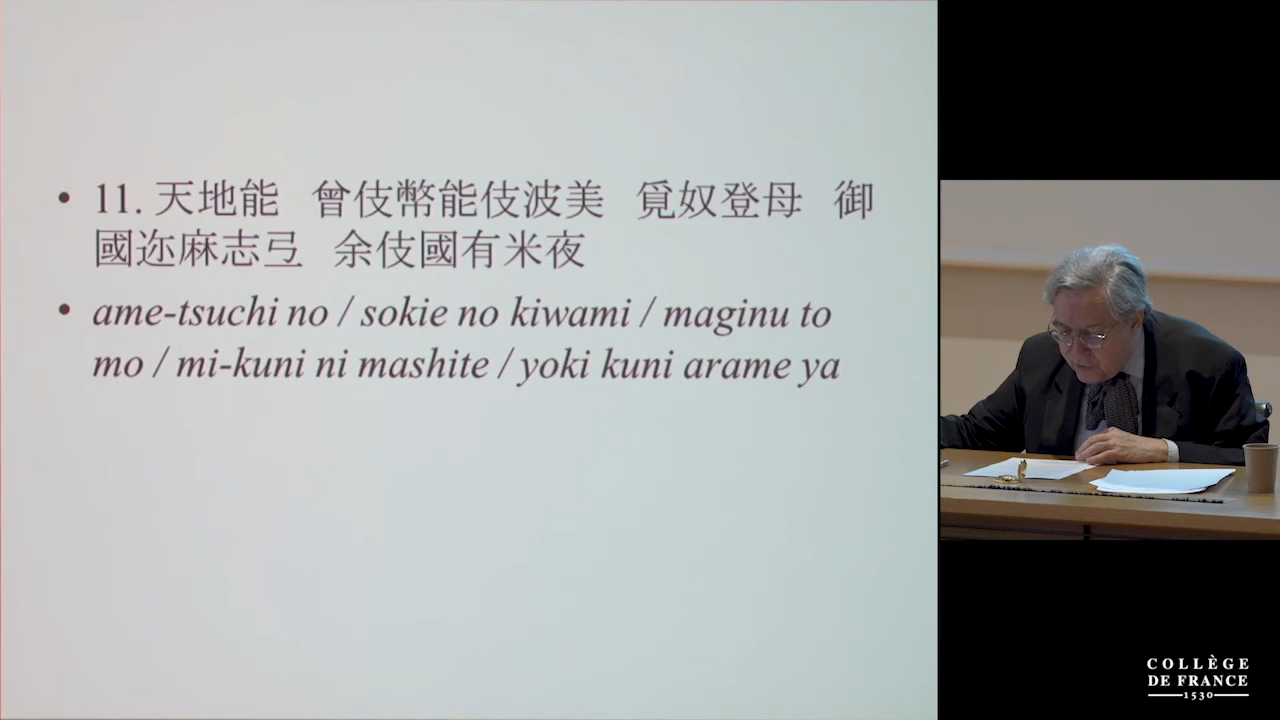 • 11. 天地能 曾伎幣能伎波美 覓奴登母 御
國迩麻志弖 余伎國有米夜
• ame-tsuchi no / sokie no kiwami / maginu to
mo / mi-kuni ni mashite / yoki kuni arame ya
COLLÈGE
DE FRANCE
1530